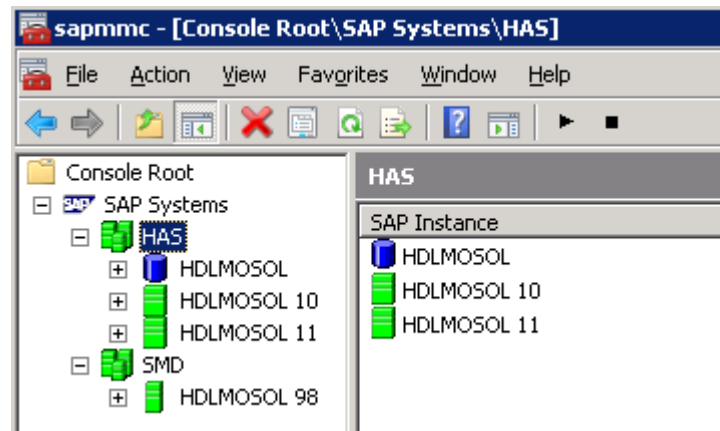 sapmmc - [Console Root\SAP Systems\HAS]
File Action View Favorites Window Help
Console Root
SAP SAP Systems
HAS
HDLMOSOL
HDLMOSOL 10
HDLMOSOL 11
SMD
HDLMOSOL 98
HAS
SAP Instance
HDLMOSOL
HDLMOSOL 10
HDLMOSOL 11